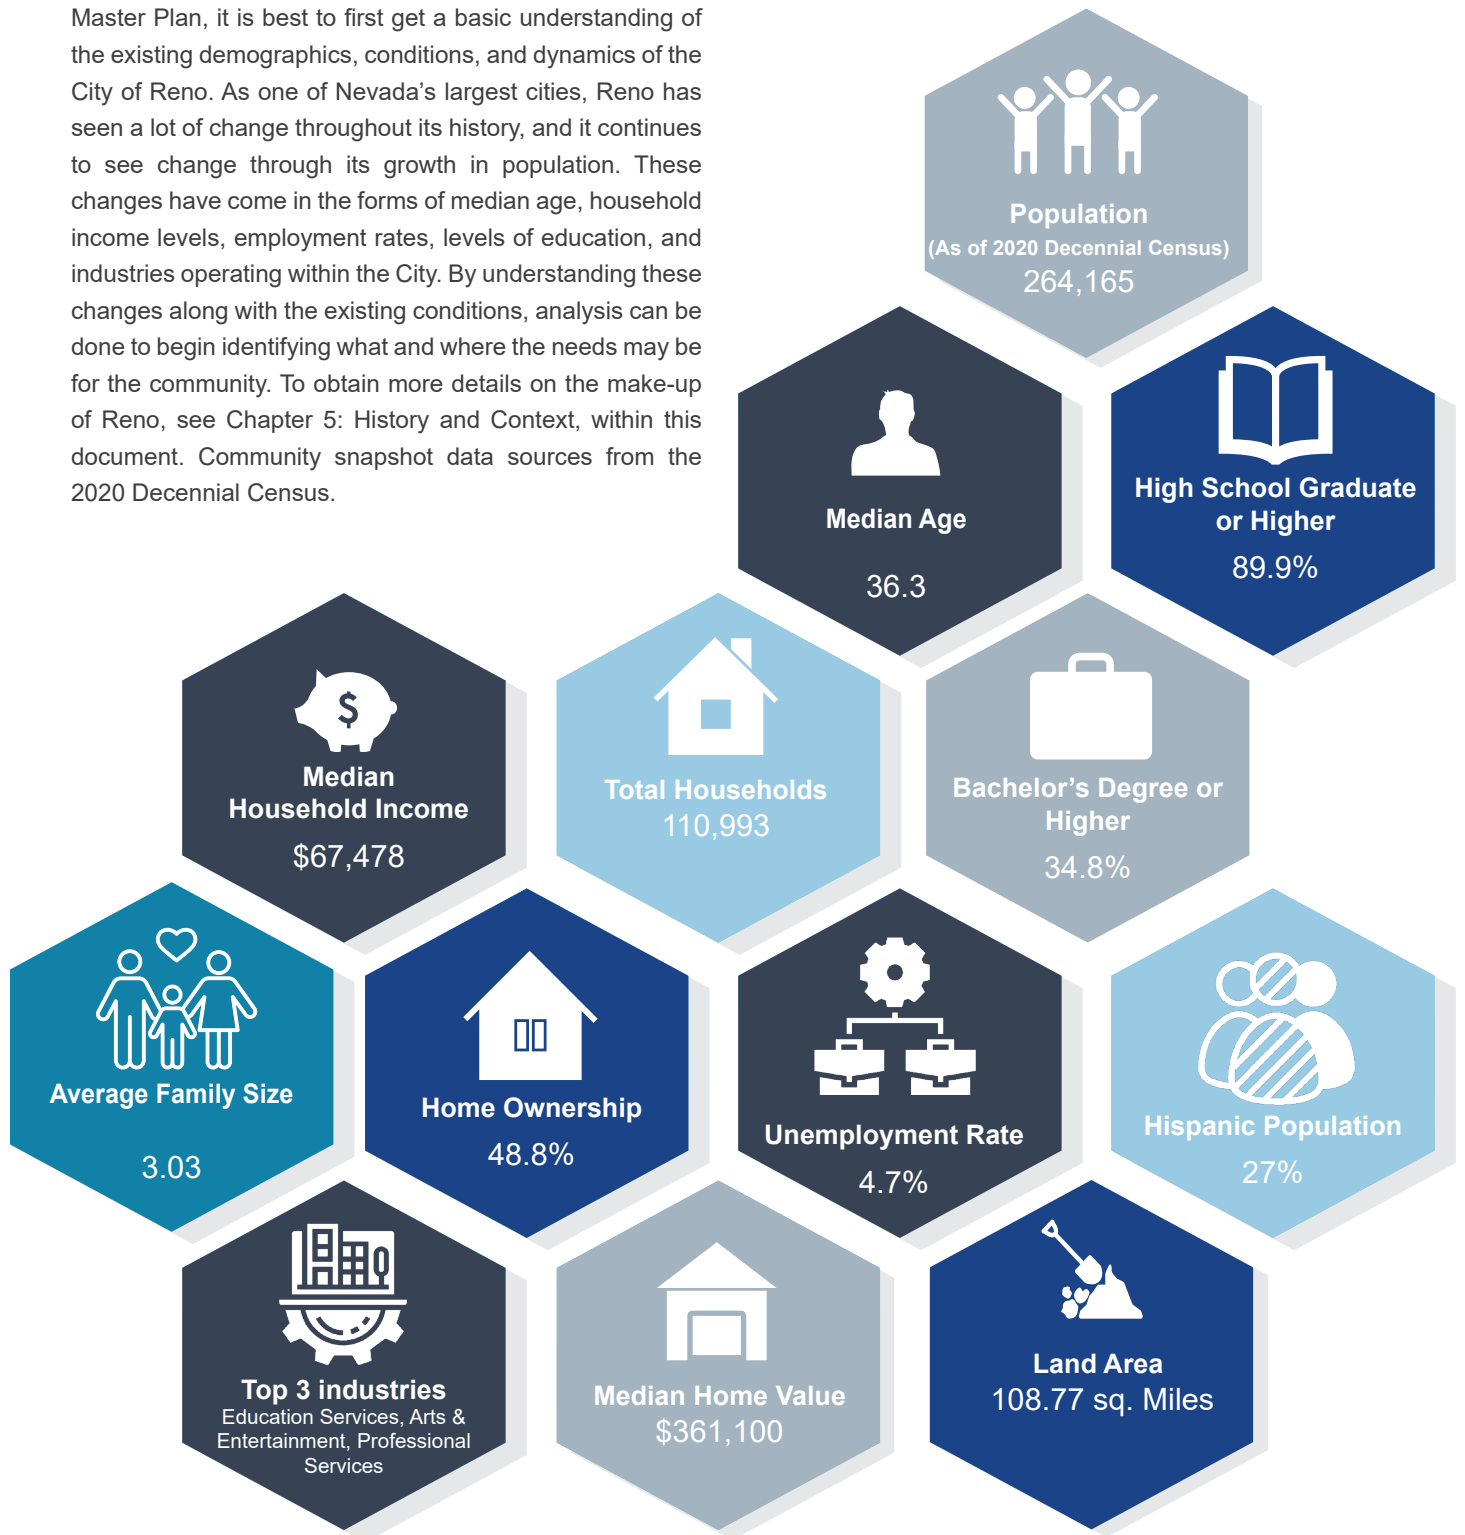 Master Plan, it is best to first get a basic understanding of
the existing demographics, conditions, and dynamics of the
City of Reno. As one of Nevada’s largest cities, Reno has
seen a lot of change throughout its history, and it continues
to see change through its growth in population. These
changes have come in the forms of median age, household
income levels, employment rates, levels of education, and
industries operating within the City. By understanding these
changes along with the existing conditions, analysis can be
done to begin identifying what and where the needs may be
for the community. To obtain more details on the make-up
of Reno, see Chapter 5: History and Context, within this
document. Community snapshot data sources from the
2020 Decennial Census.
Population
(As of 2020 Decennial Census)
264,165
Median Age
36.3
High School Graduate
or Higher
89.9%
$
Median
Household Income
$67,478
Total Households
110,993
Bachelor’s Degree or
Higher
34.8%
Average Family Size
3.03
Home Ownership
48.8%
Unemployment Rate
4.7%
Hispanic Population
27%
Top 3 industries
Education Services, Arts &
Entertainment, Professional
Services
Median Home Value
$361,100
Land Area
108.77 sq. Miles